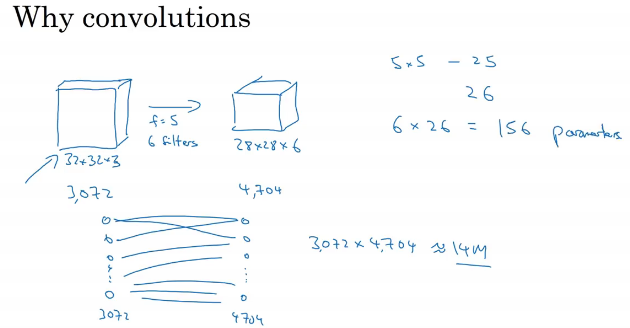 Why convolutions
5×5 - 25
26
6 × 26 = 156 parameters
f=5
6 filters
32×32×3
28×28×6
3,072
4,704
3,072 × 4,704 ≈ 14M
3072
4704